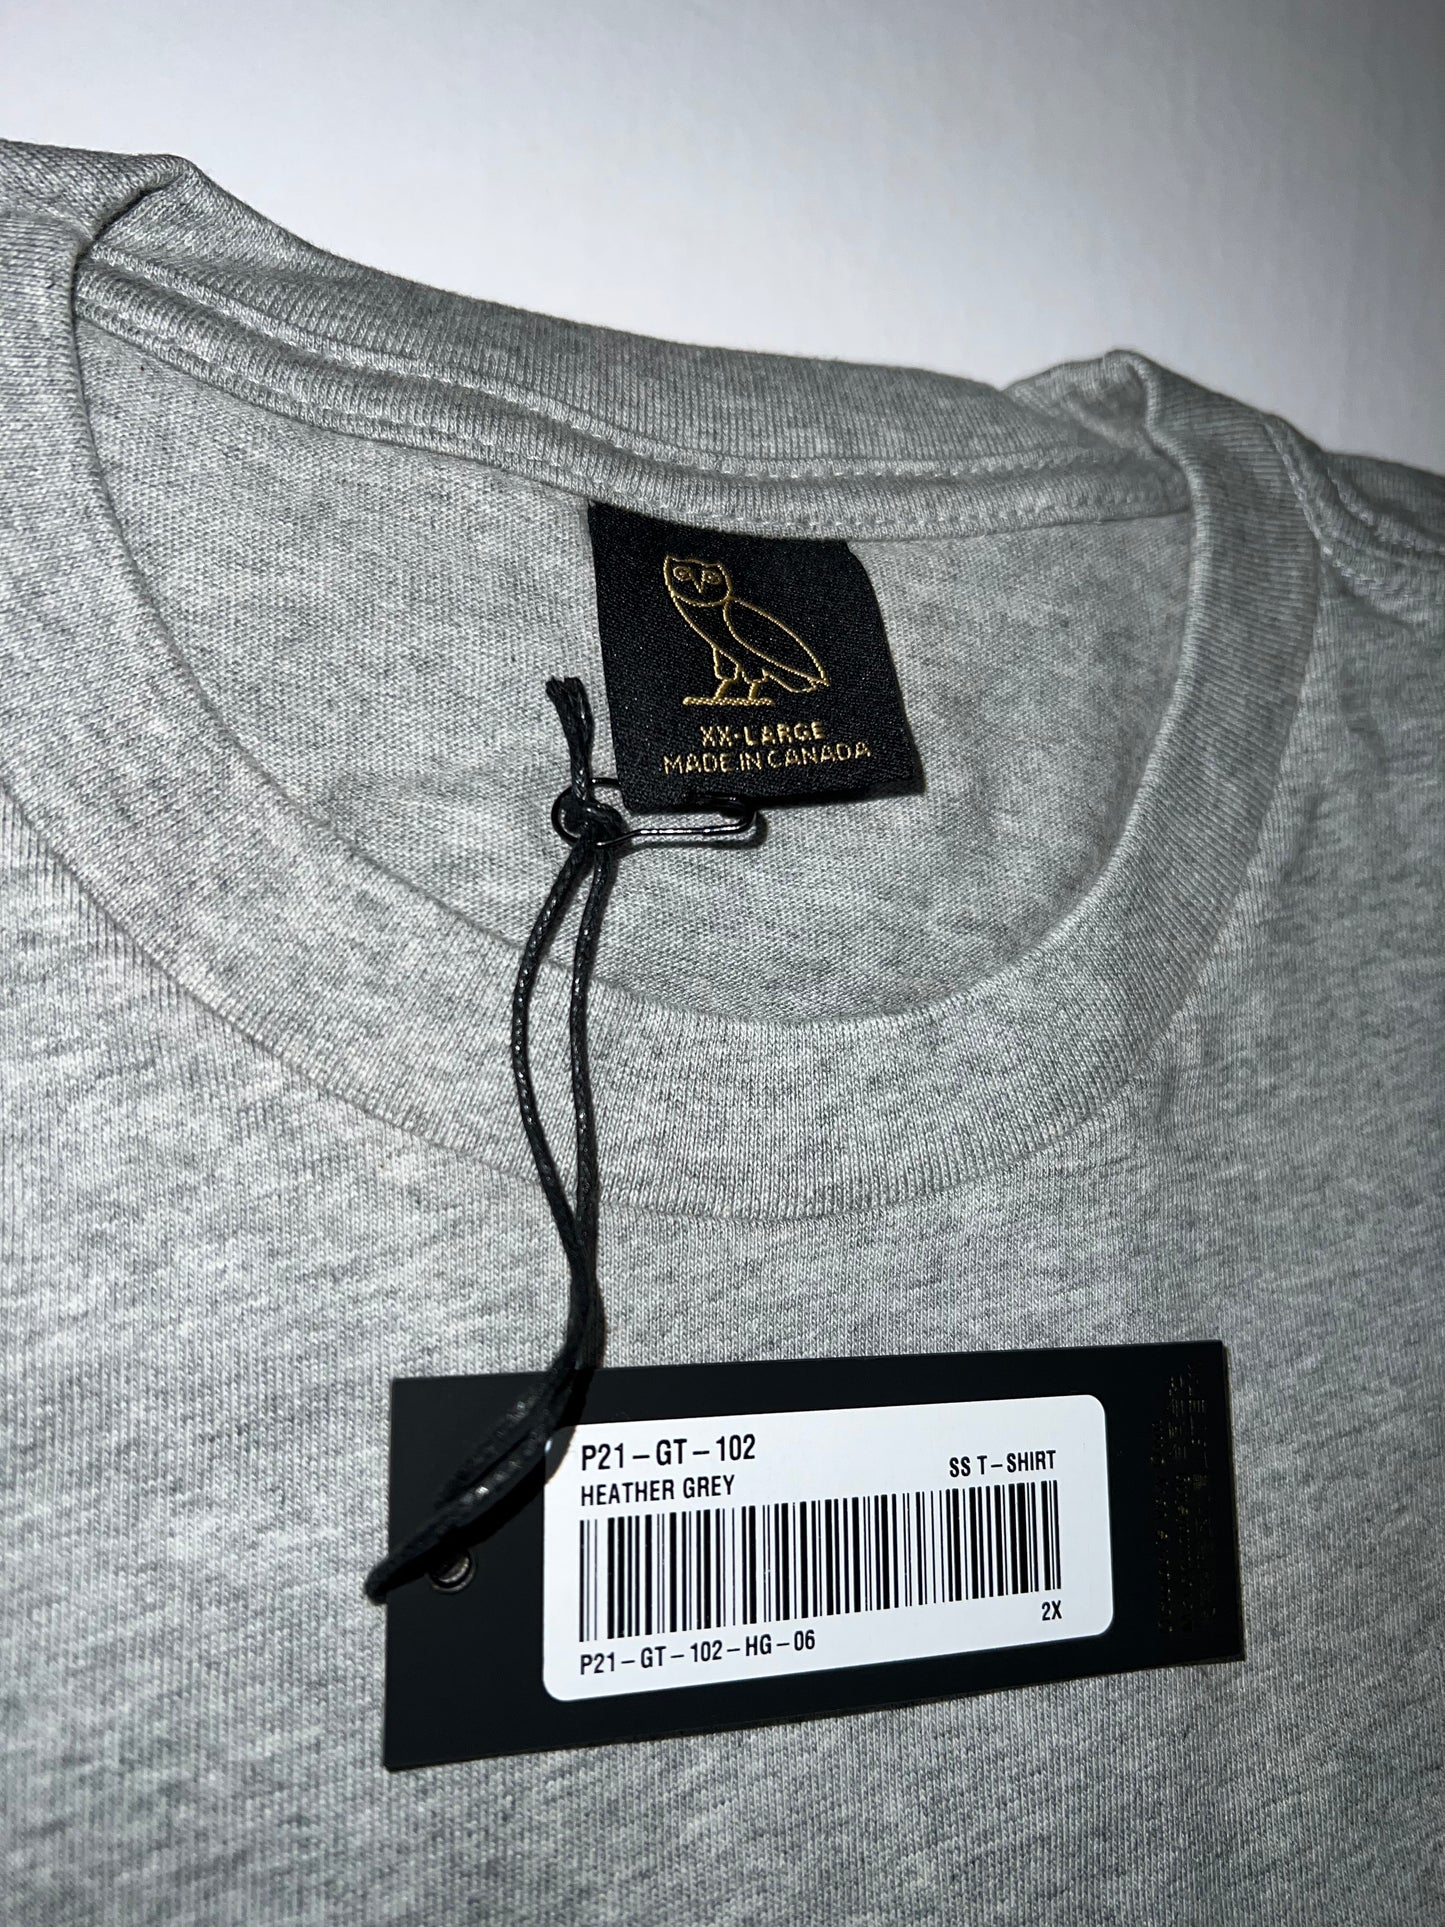 XX-LARGE
MADE IN CANADA
P21-GT-102
HEATHER GREY
SS T-SHIRT
2X
P21-GT-102-HG-06